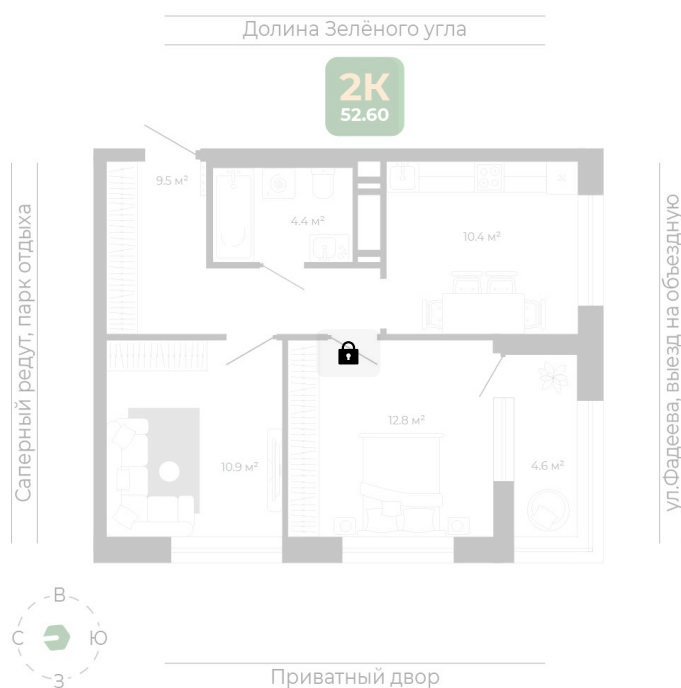 Долина Зелёного угла
2К
52.60
9.5 м²
4.4 м²
10.4 м²
Саперный редут, парк отдыха
ул.Фадеева, выезд на объездную
12.8 м²
10.9 м²
4.6 м²
В
С
Ю
З
Приватный двор